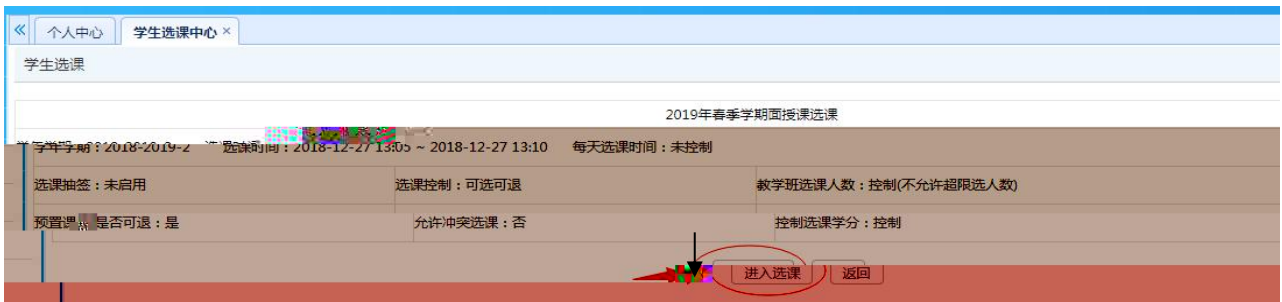 个人中心 学生选课中心 ×
学生选课
2019年春季学期面授课选课
学年学期：2018-2019-2 选课时间：2018-12-27 13:05 ~ 2018-12-27 13:10 每天选课时间：未控制
选课抽签：未启用 选课控制：可选可退 教学班选课人数：控制(不允许超限选人数)
预置课 是否可退：是 允许冲突选课：否 控制选课学分：控制
进入选课 返回